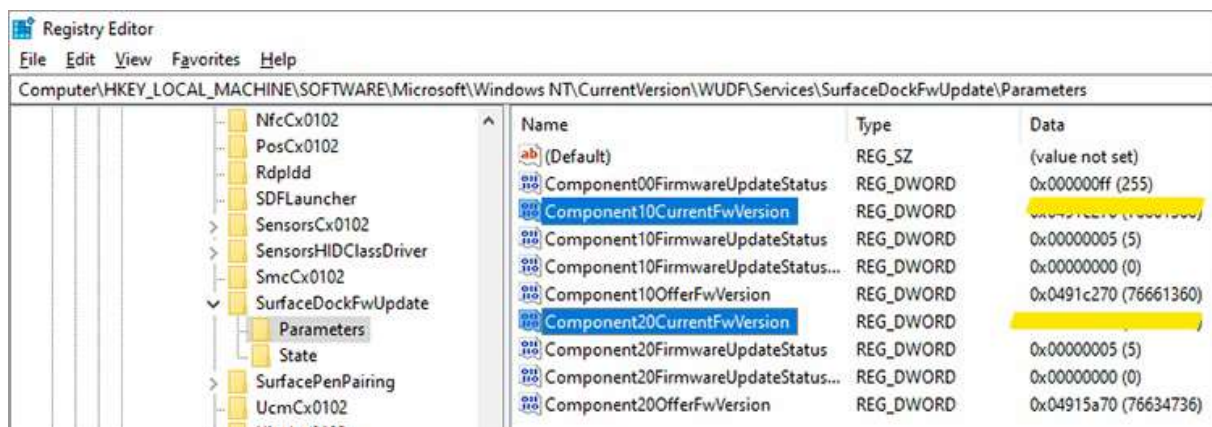 Registry Editor
File Edit View Favorites Help
Computer\HKEY_LOCAL_MACHINE\SOFTWARE\Microsoft\Windows NT\CurrentVersion\WUDF\Services\SurfaceDockFwUpdate\Parameters
NfcCx0102
PosCx0102
RdpIdd
SDFLauncher
SensorsCx0102
SensorsHIDClassDriver
SmcCx0102
SurfaceDockFwUpdate
Parameters
State
SurfacePenPairing
UcmCx0102
Name Type Data
(Default) REG_SZ (value not set)
Component00FirmwareUpdateStatus REG_DWORD 0x000000ff (255)
Component10CurrentFwVersion REG_DWORD
Component10FirmwareUpdateStatus REG_DWORD 0x00000005 (5)
Component10FirmwareUpdateStatus... REG_DWORD 0x00000000 (0)
Component10OfferFwVersion REG_DWORD 0x0491c270 (76661360)
Component20CurrentFwVersion REG_DWORD
Component20FirmwareUpdateStatus REG_DWORD 0x00000005 (5)
Component20FirmwareUpdateStatus... REG_DWORD 0x00000000 (0)
Component20OfferFwVersion REG_DWORD 0x04915a70 (76634736)